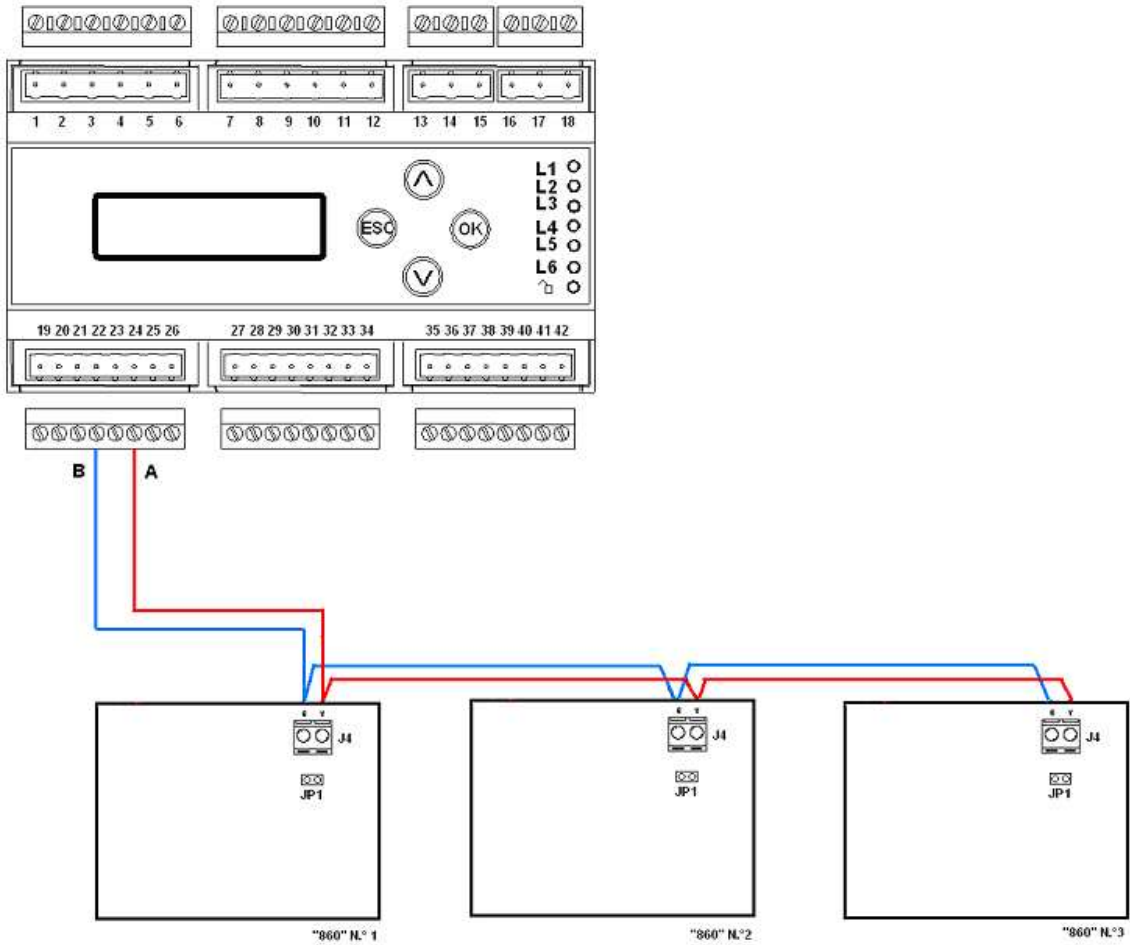 1 2 3 4 5 6 7 8 9 10 11 12 13 14 15 16 17 18
L1
L2
L3
ESC OK
L4
L5
L6
19 20 21 22 23 24 25 26 27 28 29 30 31 32 33 34 35 36 37 38 39 40 41 42
B A
J4 J4 J4
JP1 JP1 JP1
"860" N.° 1 "860" N.°2 "860" N.°3